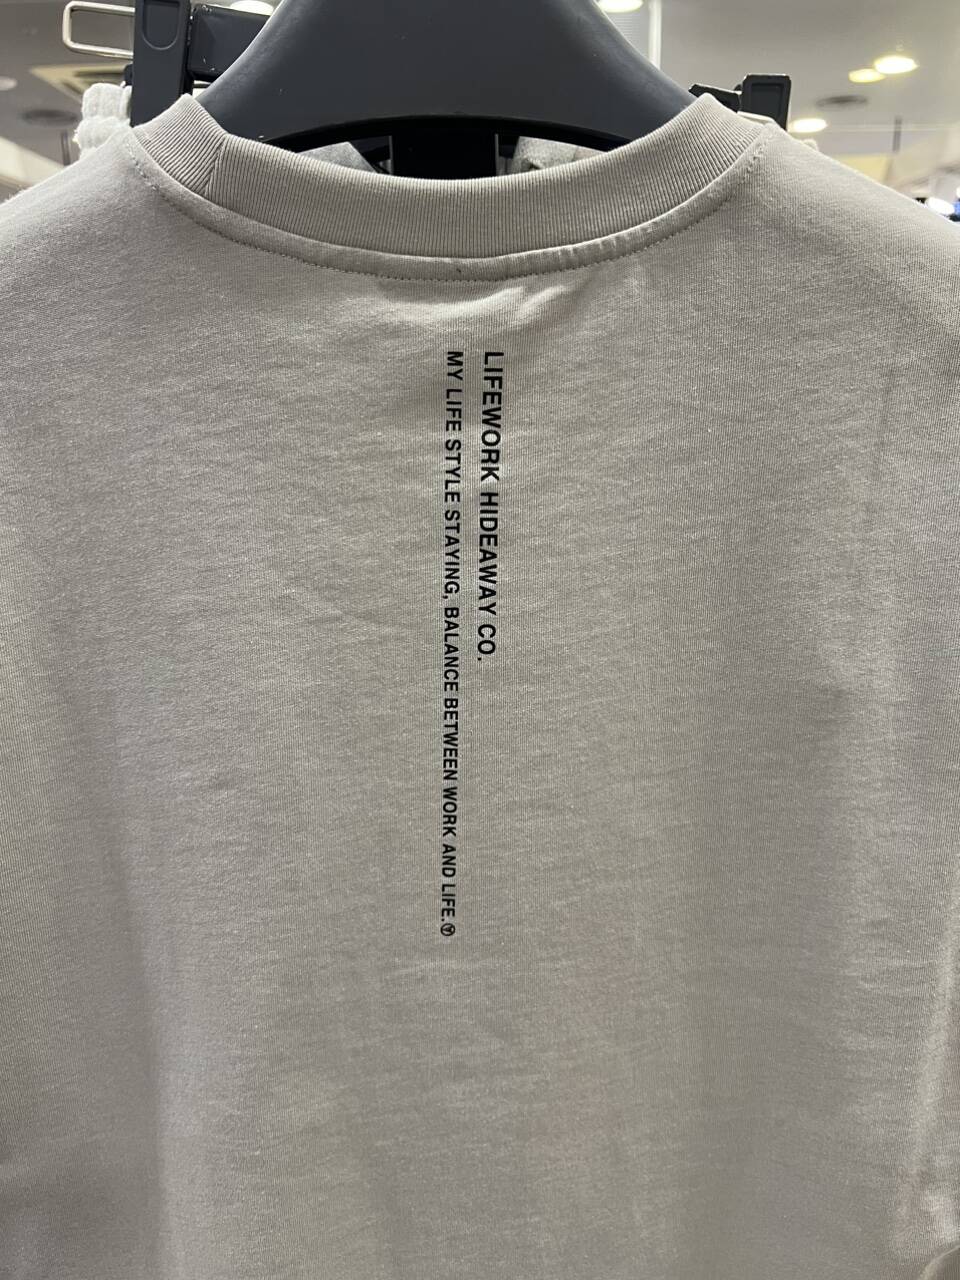 LIFEWORK HIDEAWAY CO.
MY LIFE STYLE STAYING, BALANCE BETWEEN WORK AND LIFE.Ⓨ